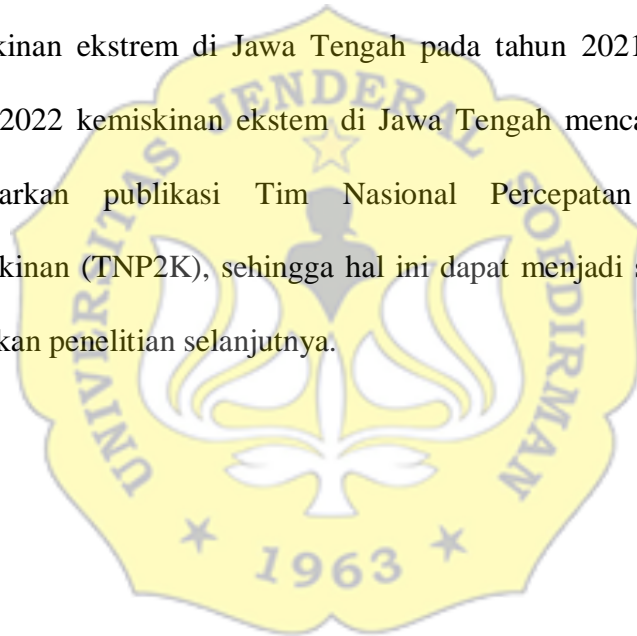 kinan ekstrem di Jawa Tengah pada tahun 2021
2022 kemiskinan ekstem di Jawa Tengah menca
arkan publikasi Tim Nasional Percepatan
kinan (TNP2K), sehingga hal ini dapat menjadi s
kan penelitian selanjutnya.
UNIVERSITAS JENDERAL SOEDIRMAN
1963